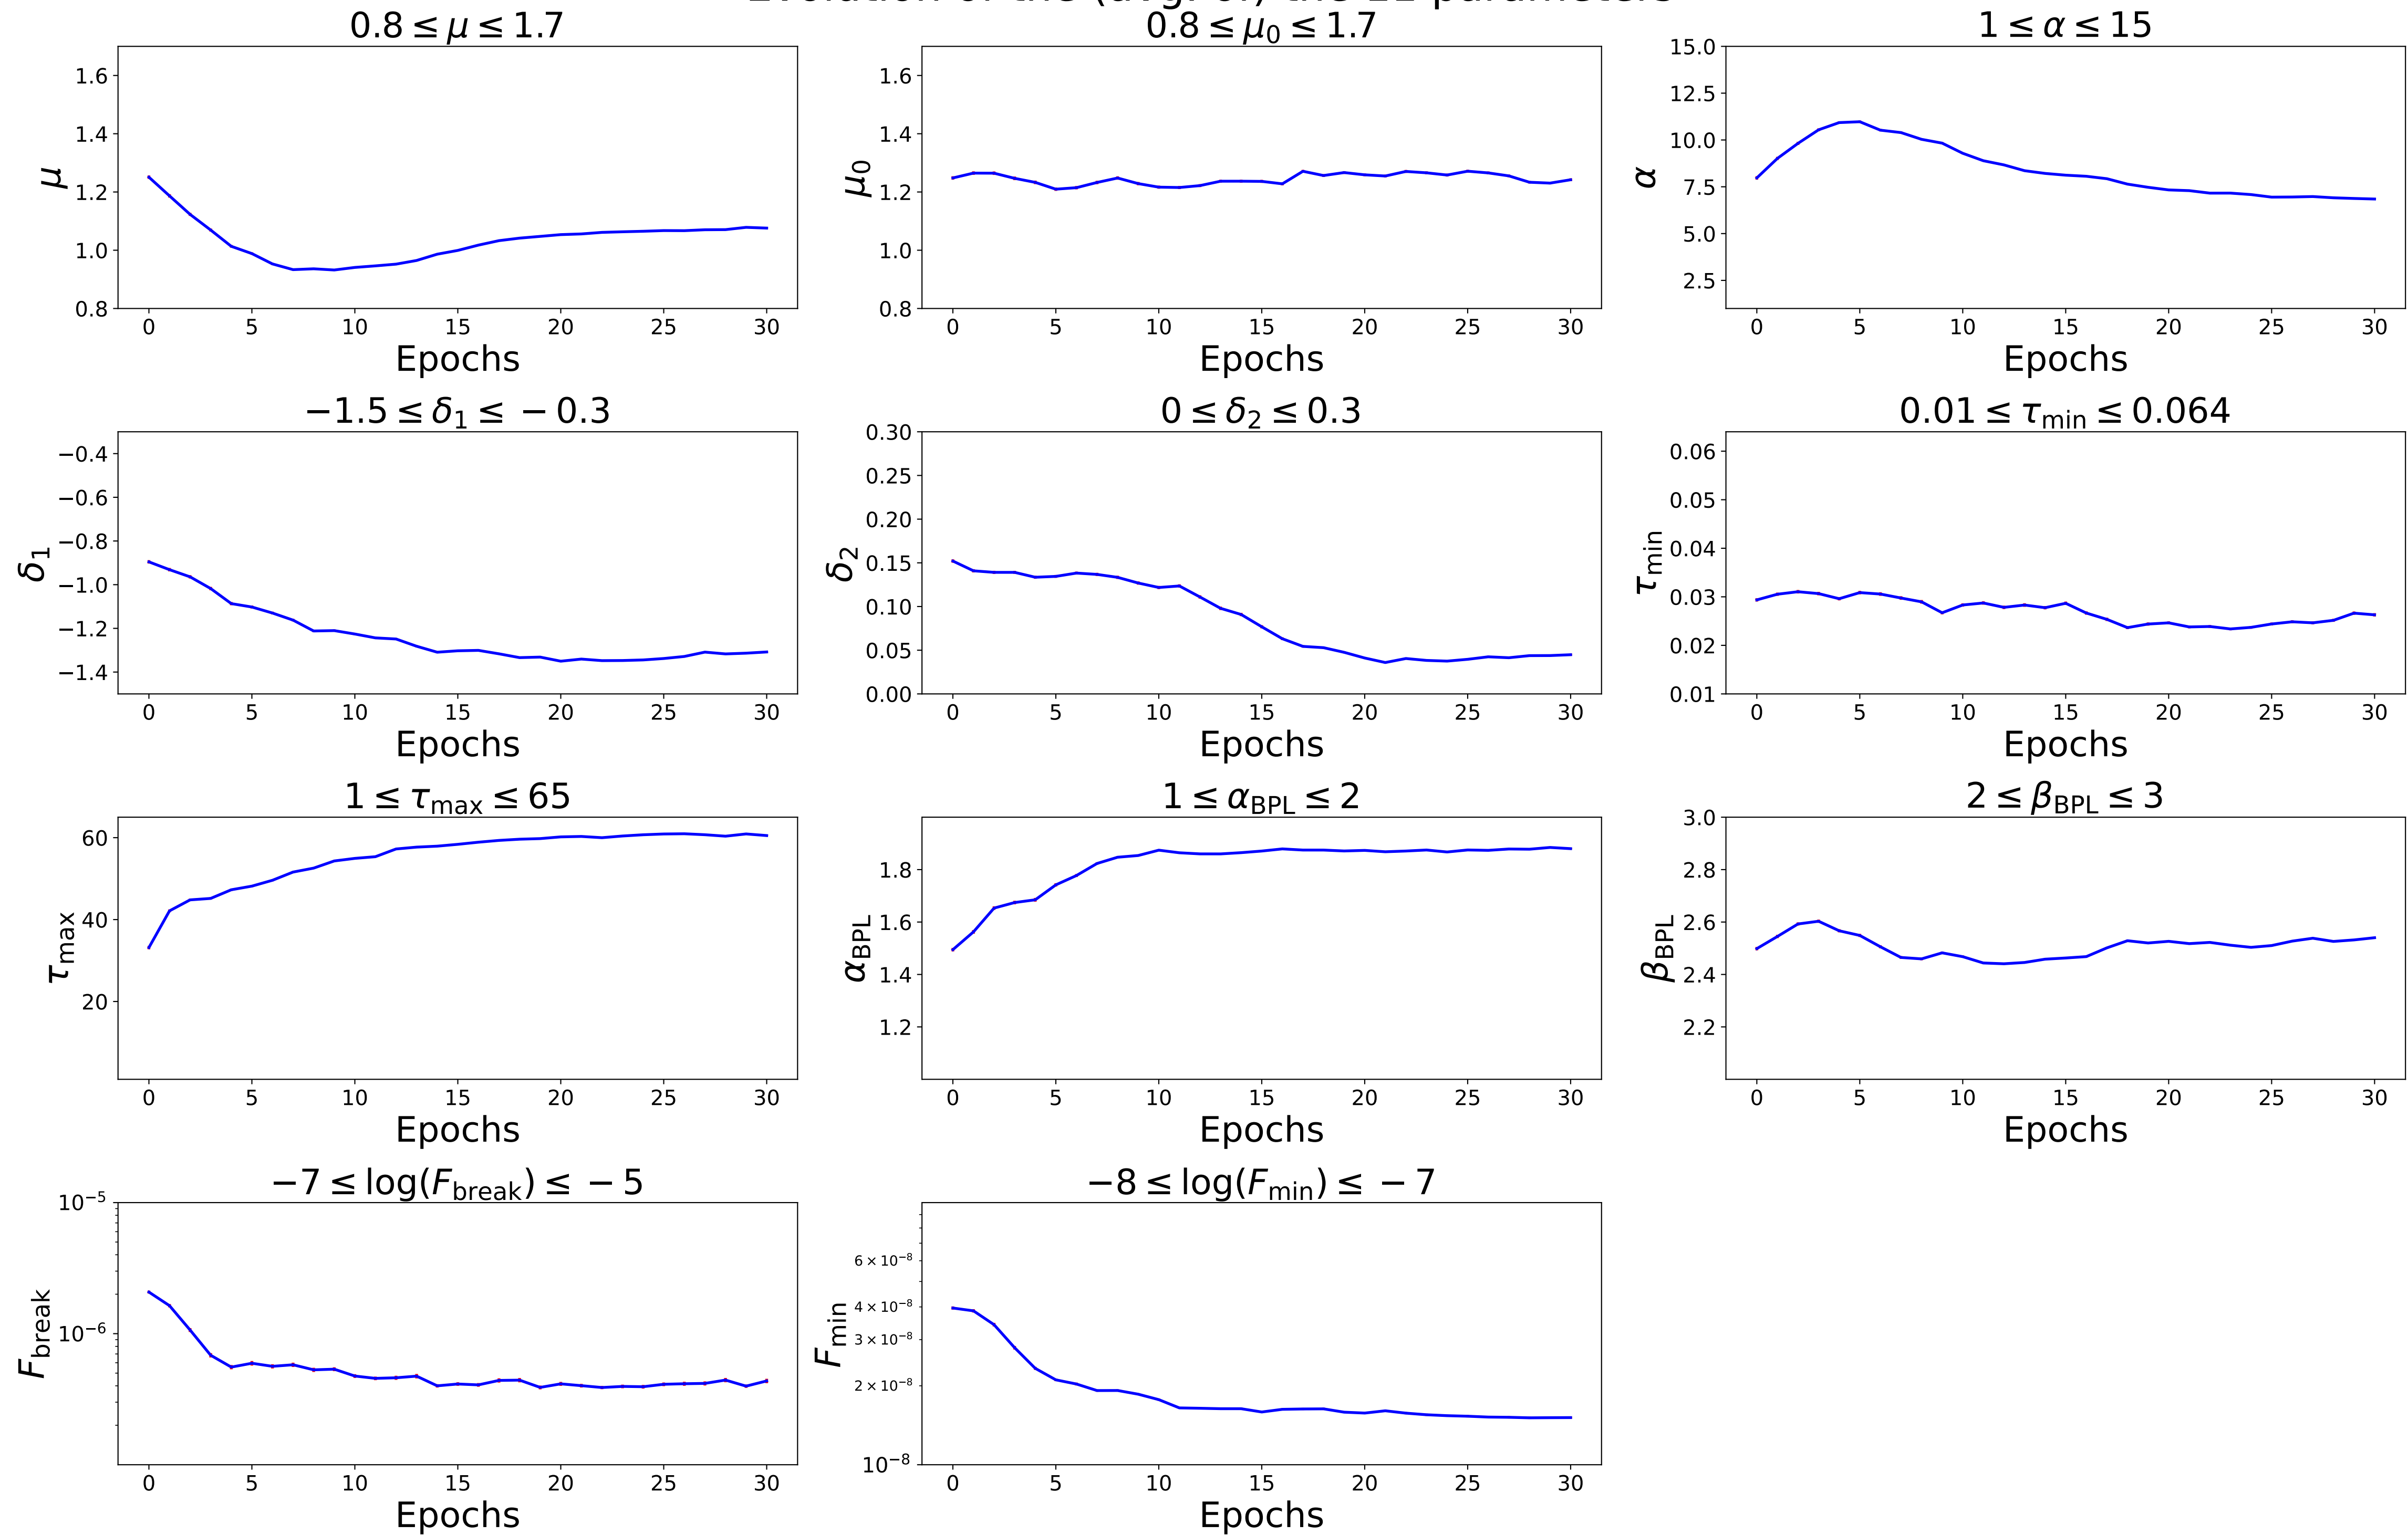 0.8 ≤ μ ≤ 1.7
0.8 ≤ μ₀ ≤ 1.7
1 ≤ α ≤ 15
μ
1.6
1.4
1.2
1.0
0.8
0 5 10 15 20 25 30
Epochs
μ₀
1.6
1.4
1.2
1.0
0.8
0 5 10 15 20 25 30
Epochs
α
15.0
12.5
10.0
7.5
5.0
2.5
0 5 10 15 20 25 30
Epochs
−1.5 ≤ δ₁ ≤ −0.3
0 ≤ δ₂ ≤ 0.3
0.01 ≤ τ_min ≤ 0.064
δ₁
−0.4
−0.6
−0.8
−1.0
−1.2
−1.4
0 5 10 15 20 25 30
Epochs
δ₂
0.30
0.25
0.20
0.15
0.10
0.05
0.00
0 5 10 15 20 25 30
Epochs
τ_min
0.06
0.05
0.04
0.03
0.02
0.01
0 5 10 15 20 25 30
Epochs
1 ≤ τ_max ≤ 65
1 ≤ α_BPL ≤ 2
2 ≤ β_BPL ≤ 3
τ_max
60
40
20
0 5 10 15 20 25 30
Epochs
α_BPL
1.8
1.6
1.4
1.2
0 5 10 15 20 25 30
Epochs
β_BPL
3.0
2.8
2.6
2.4
2.2
0 5 10 15 20 25 30
Epochs
−7 ≤ log(F_break) ≤ −5
−8 ≤ log(F_min) ≤ −7
F_break
10⁻⁵
10⁻⁶
0 5 10 15 20 25 30
Epochs
F_min
6 × 10⁻⁸
4 × 10⁻⁸
3 × 10⁻⁸
2 × 10⁻⁸
10⁻⁸
0 5 10 15 20 25 30
Epochs